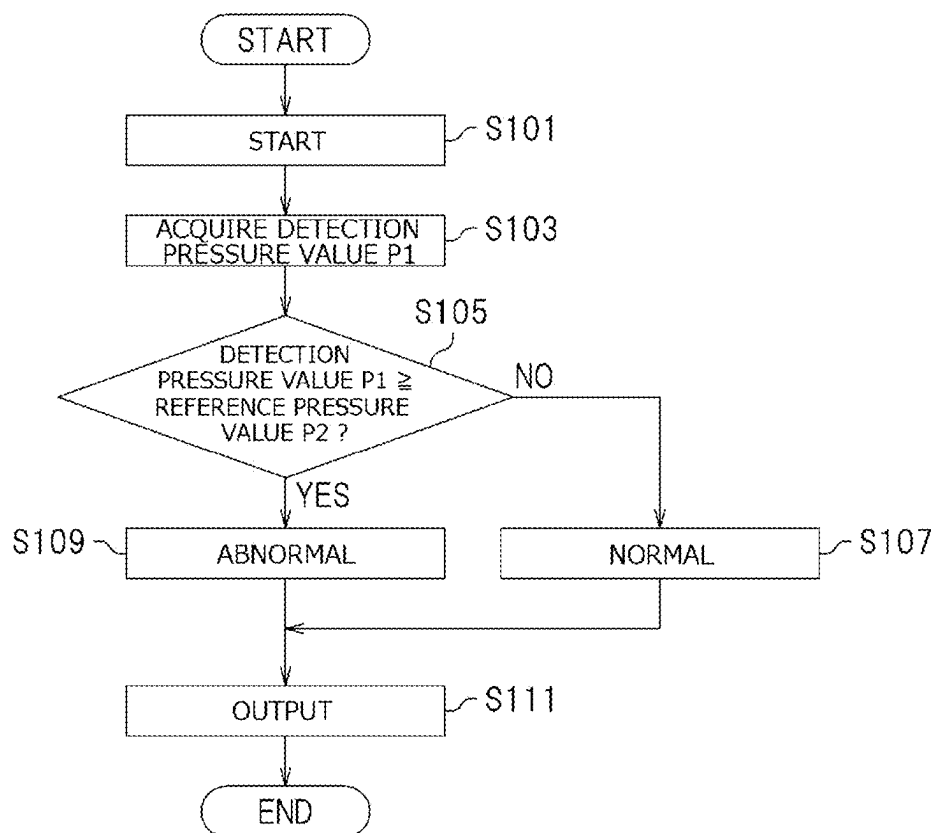 START
START
S101
ACQUIRE DETECTION
PRESSURE VALUE P1
S103
S105
DETECTION
PRESSURE VALUE P1 ≧
REFERENCE PRESSURE
VALUE P2 ?
NO
YES
S109
ABNORMAL
NORMAL
S107
OUTPUT
S111
END